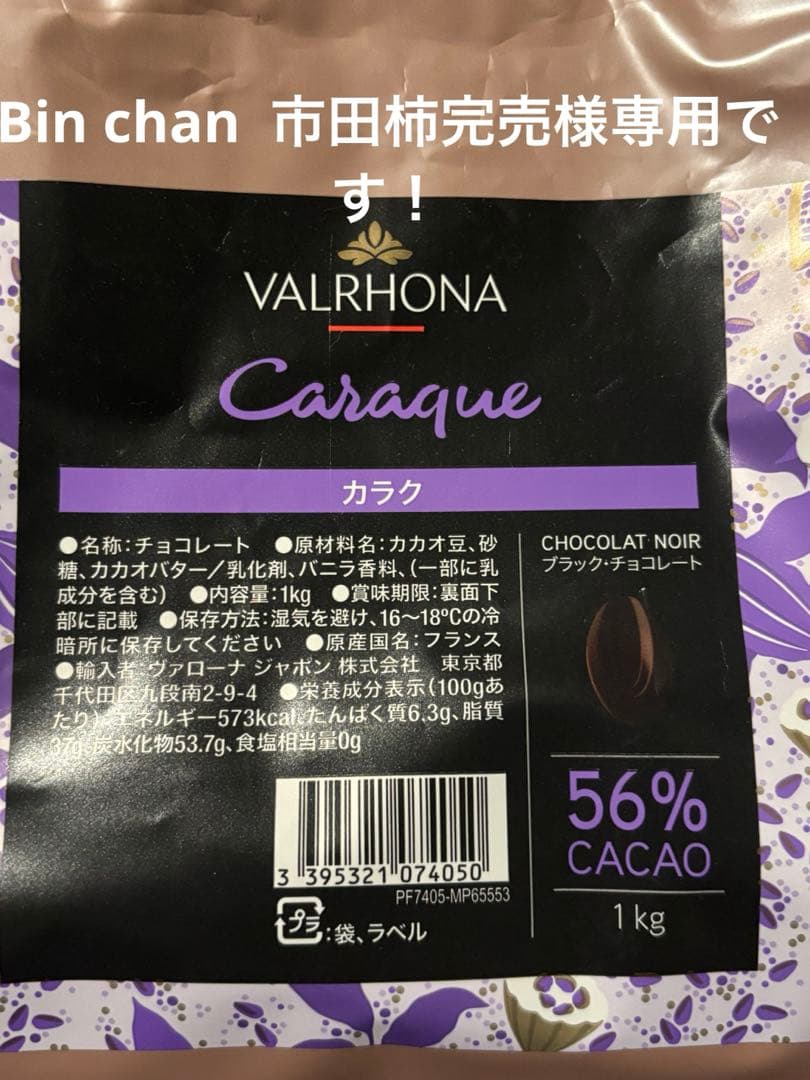 Bin chan 市田柿完売様専用で
す！
VALRHONA
Caraque
カラク
●名称：チョコレート ●原材料名：カカオ豆、砂
糖、カカオバター／乳化剤、バニラ香料、（一部に乳
成分を含む） ●内容量：1kg ●賞味期限：裏面下
部に記載 ●保存方法：湿気を避け、16〜18℃の冷
暗所に保存してください ●原産国名：フランス
●輸入者：ヴァローナ ジャポン 株式会社 東京都
千代田区九段南2-9-4 ●栄養成分表示（100gあ
たり）エネルギー573kcal、たんぱく質6.3g、脂質
37g、炭水化物53.7g、食塩相当量0g
CHOCOLAT NOIR
ブラック・チョコレート
56%
CACAO
1kg
3 395321 074050
PF7405-MP65553
プラ：袋、ラベル